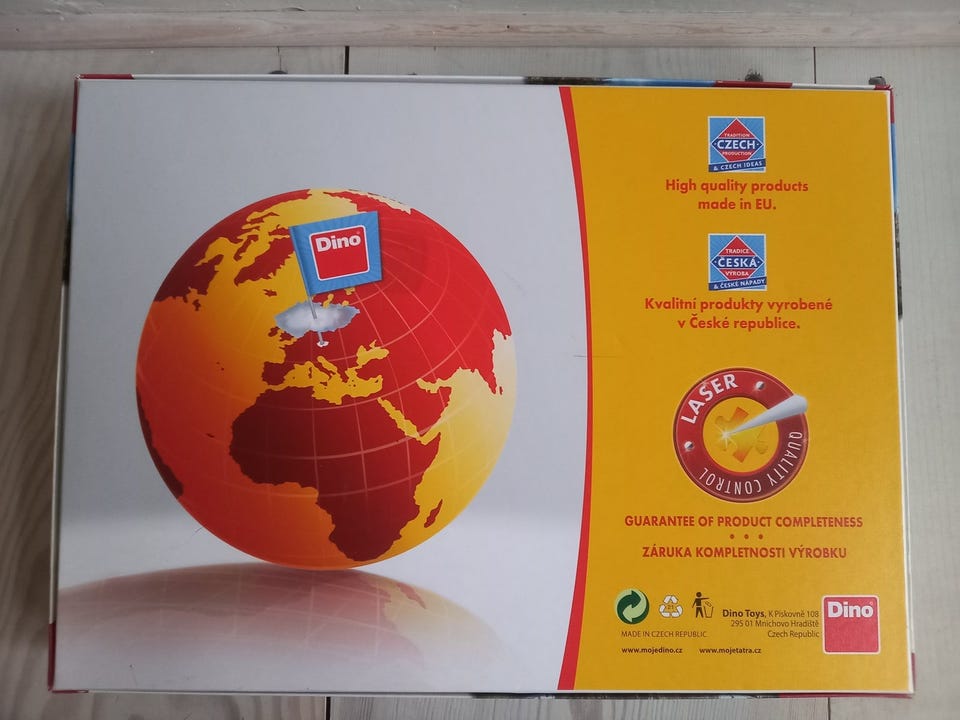 Dino
TRADITION
CZECH
PRODUCTION
& CZECH IDEAS
High quality products
made in EU.
TRADICE
ČESKÁ
VÝROBA
& ČESKÉ NÁPADY
Kvalitní produkty vyrobené
v České republice.
LASER
QUALITY CONTROL
GUARANTEE OF PRODUCT COMPLETENESS
ZÁRUKA KOMPLETNOSTI VÝROBKU
MADE IN CZECH REPUBLIC
www.mojedino.cz www.mojetatra.cz
Dino Toys, K Pískovně 108
295 01 Mnichovo Hradiště
Czech Republic
Dino